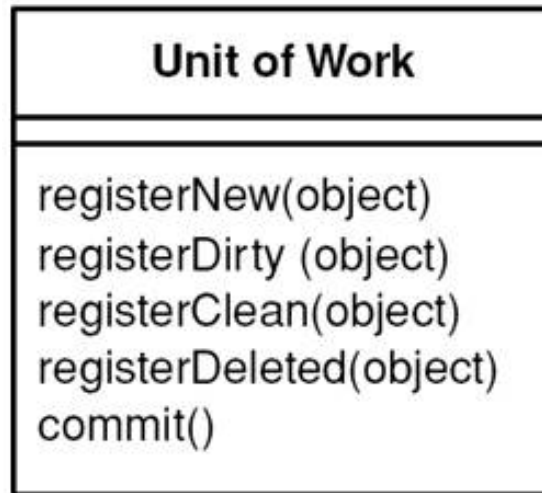 Unit of Work
registerNew(object)
registerDirty (object)
registerClean(object)
registerDeleted(object)
commit()